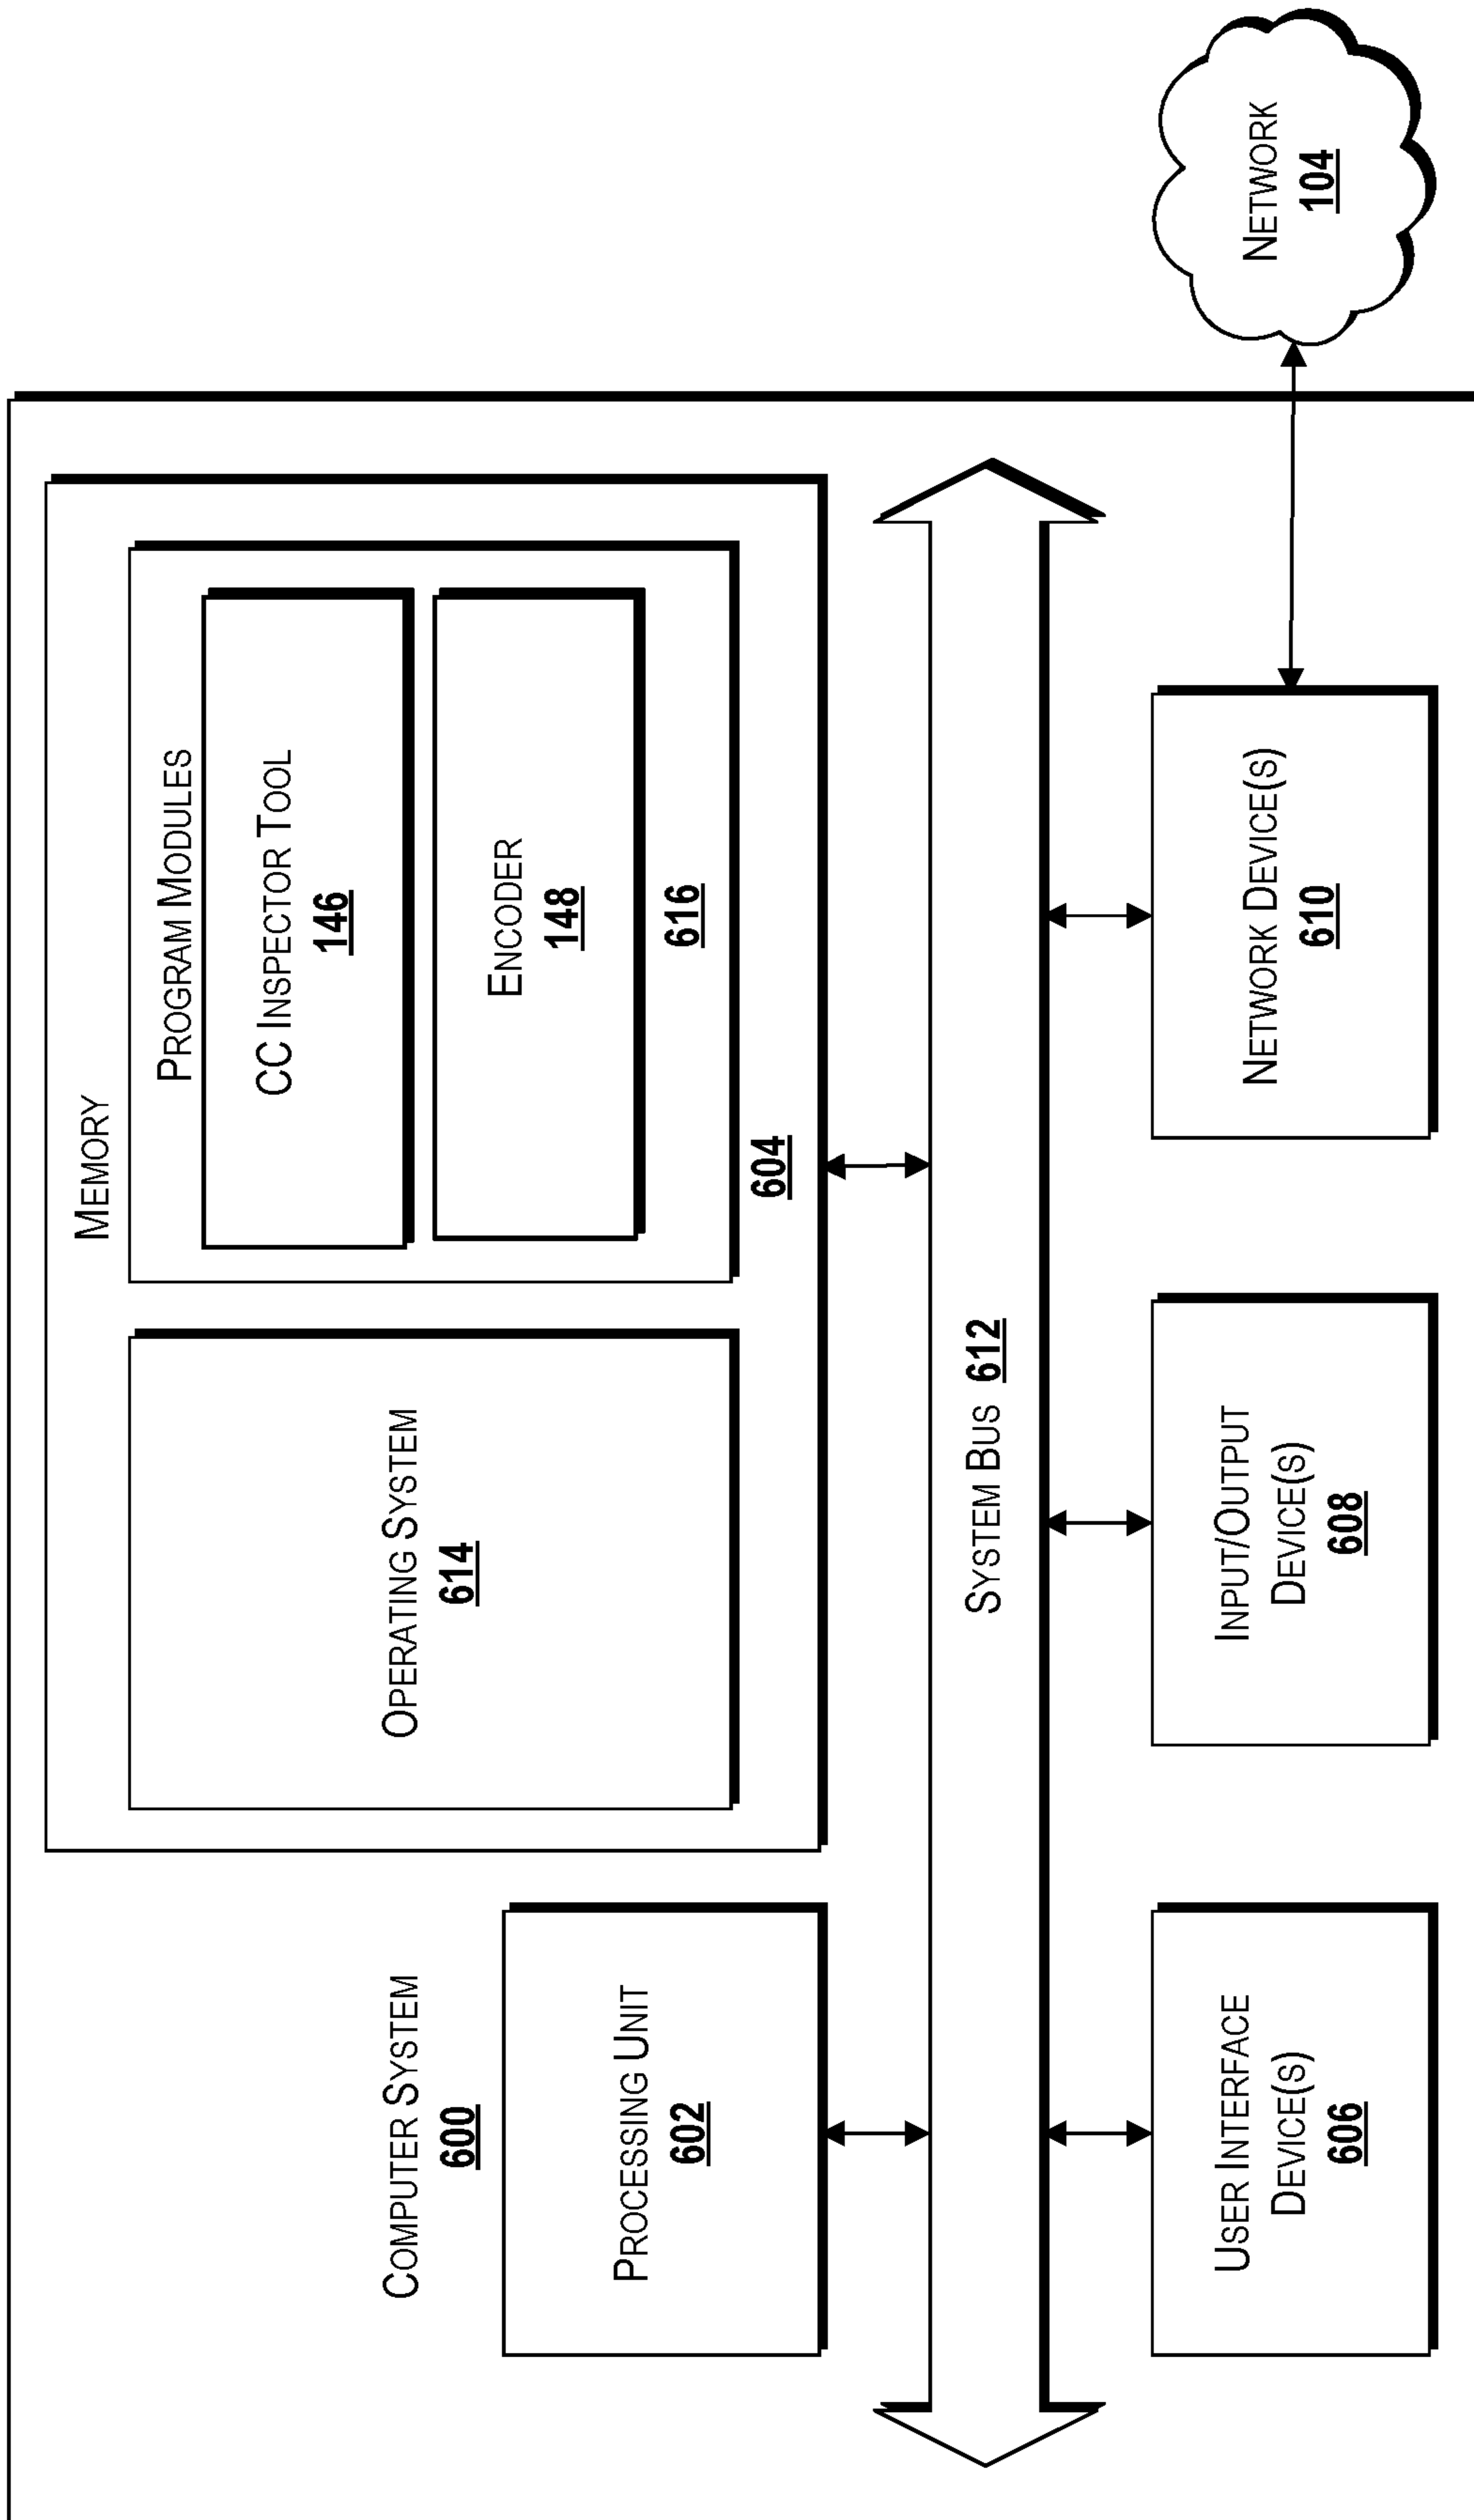 COMPUTER SYSTEM
600
PROCESSING UNIT
602
MEMORY
OPERATING SYSTEM
614
PROGRAM MODULES
CC INSPECTOR TOOL
146
ENCODER
148
616
604
SYSTEM BUS 612
USER INTERFACE
DEVICE(S)
606
INPUT/OUTPUT
DEVICE(S)
608
NETWORK DEVICE(S)
610
NETWORK
104